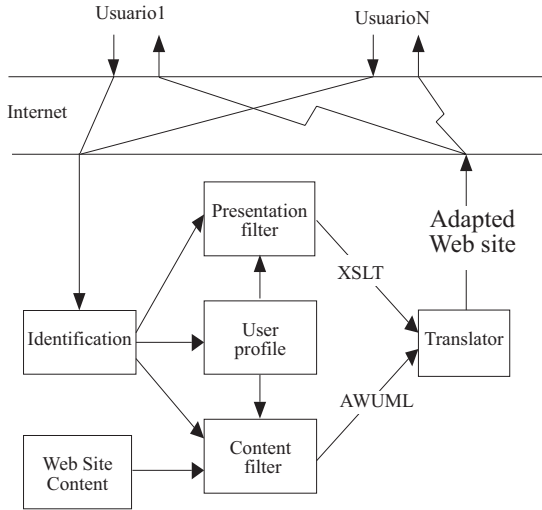 Usuario1
UsuarioN
Internet
Presentation
filter
Adapted
Web site
XSLT
Identification
User
profile
Translator
AWUML
Web Site
Content
Content
filter